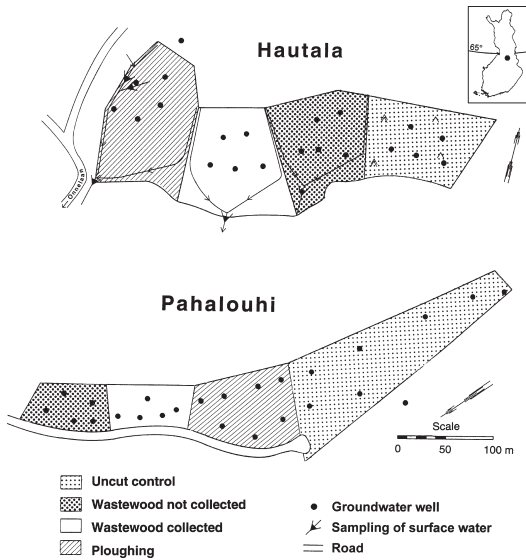 Hautala
65°
Onnelaan
Pahalouhi
Scale
0 50 100 m
Uncut control
Wastewood not collected
Wastewood collected
Ploughing
Groundwater well
Sampling of surface water
Road